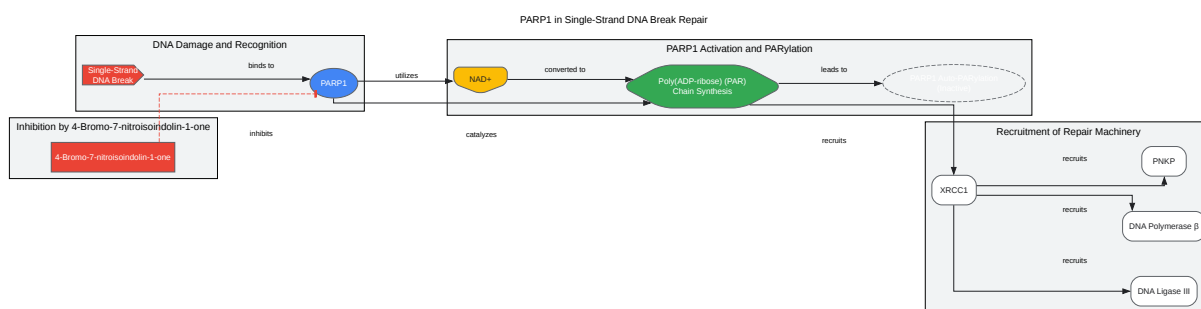 PARP1 in Single-Strand DNA Break Repair
DNA Damage and Recognition
Single-Strand
DNA Break
binds to
PARP1
utilizes
PARP1 Activation and PARylation
NAD+
converted to
Poly(ADP-ribose) (PAR)
Chain Synthesis
leads to
Inhibition by 4-Bromo-7-nitroisoindolin-1-one
4-Bromo-7-nitroisoindolin-1-one
inhibits
catalyzes
recruits
Recruitment of Repair Machinery
XRCC1
recruits
PNKP
recruits
DNA Polymerase β
recruits
DNA Ligase III